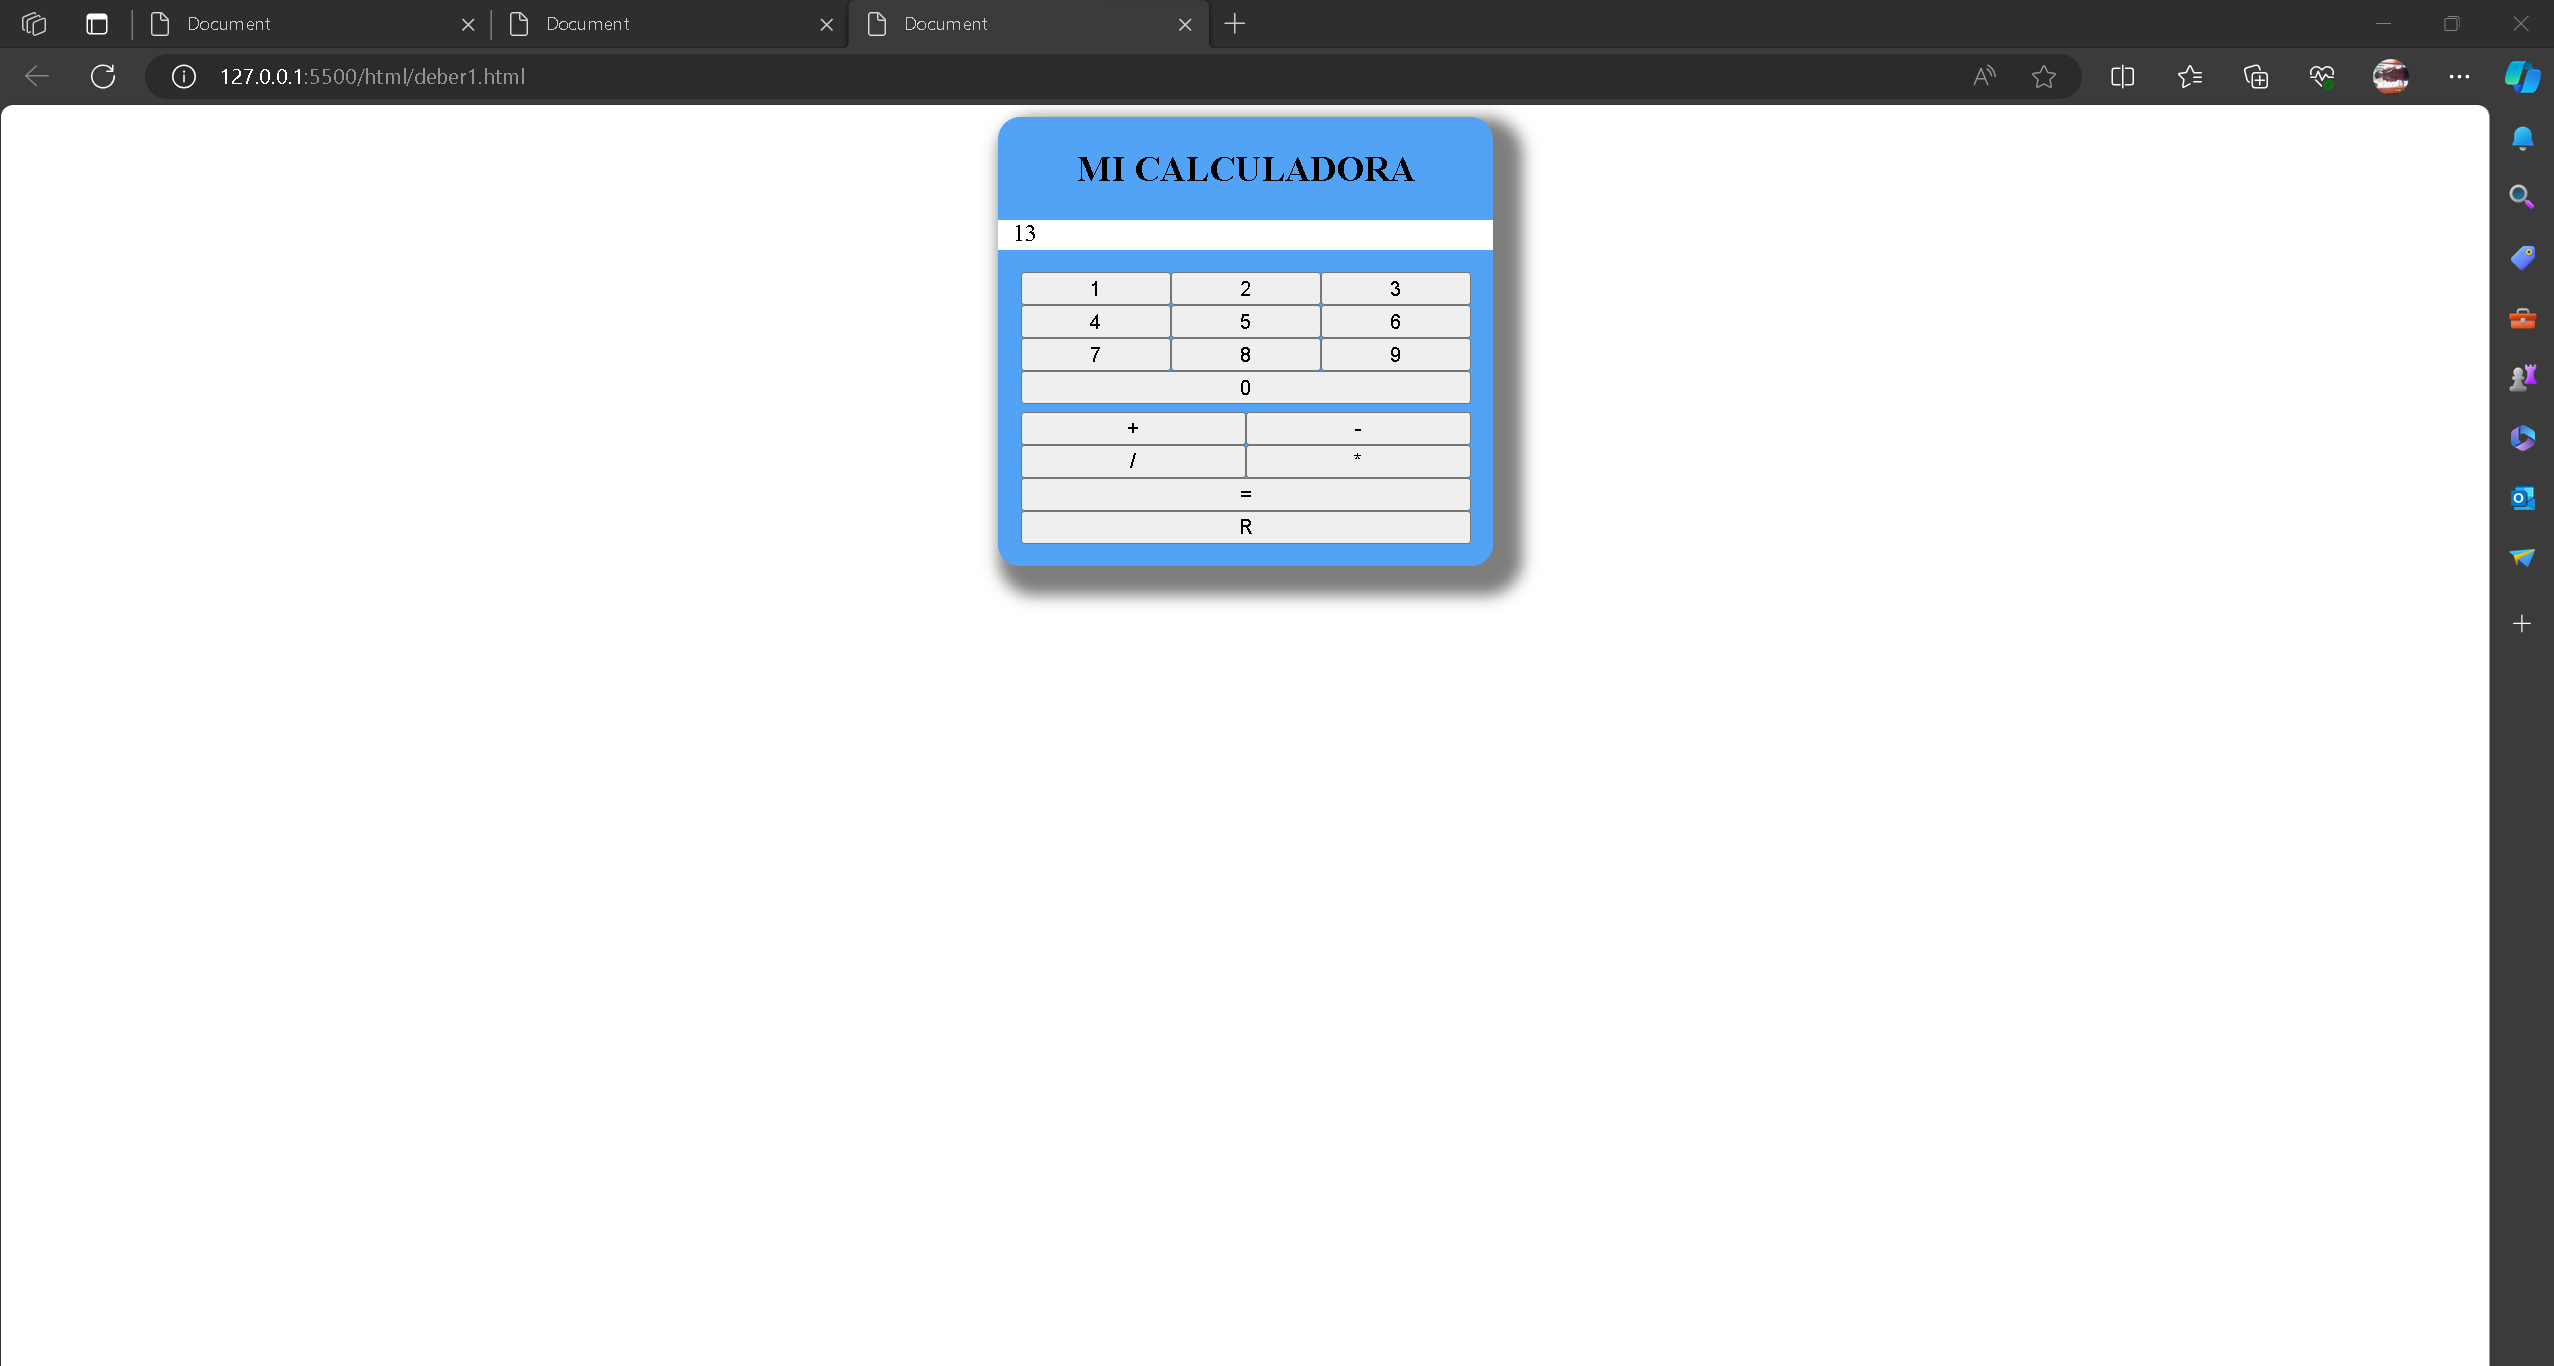 Document
Document
Document
127.0.0.1:5500/html/deber1.html
MI CALCULADORA
13
1 2 3
4 5 6
7 8 9
0
+ -
/ *
=
R